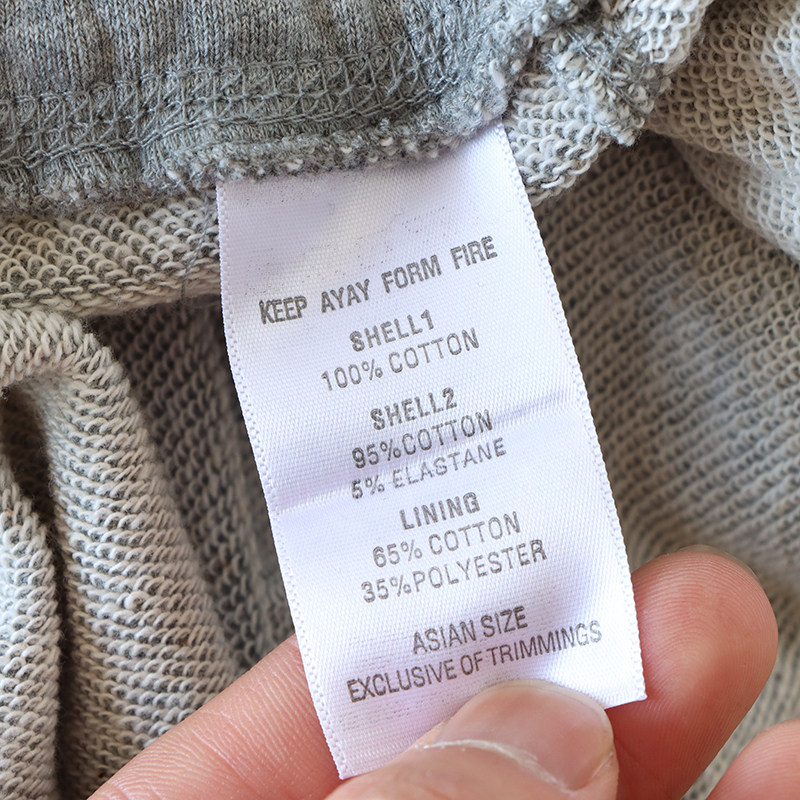 KEEP AYAY FORM FIRE
SHELL1
100% COTTON
SHELL2
95%COTTON
5% ELASTANE
LINING
65% COTTON
35%POLYESTER
ASIAN SIZE
EXCLUSIVE OF TRIMMINGS